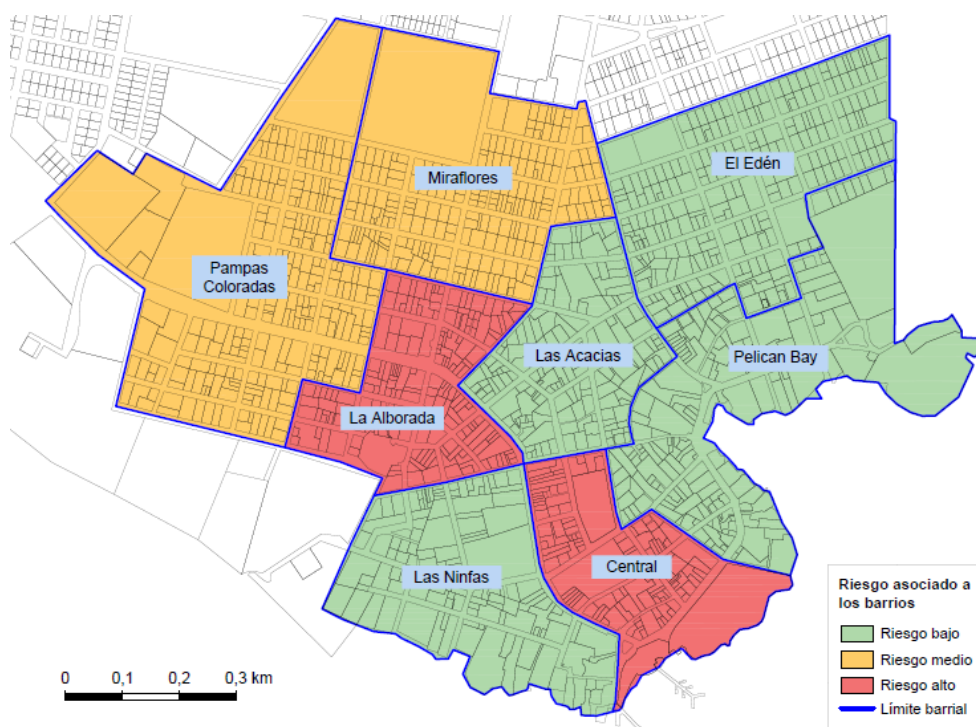 El Edén
Miraflores
Pampas
Coloradas
Las Acacias
Pelican Bay
La Alborada
Central
Las Ninfas
Riesgo asociado a
los barrios
Riesgo bajo
Riesgo medio
Riesgo alto
Límite barrial
0 0,1 0,2 0,3 km